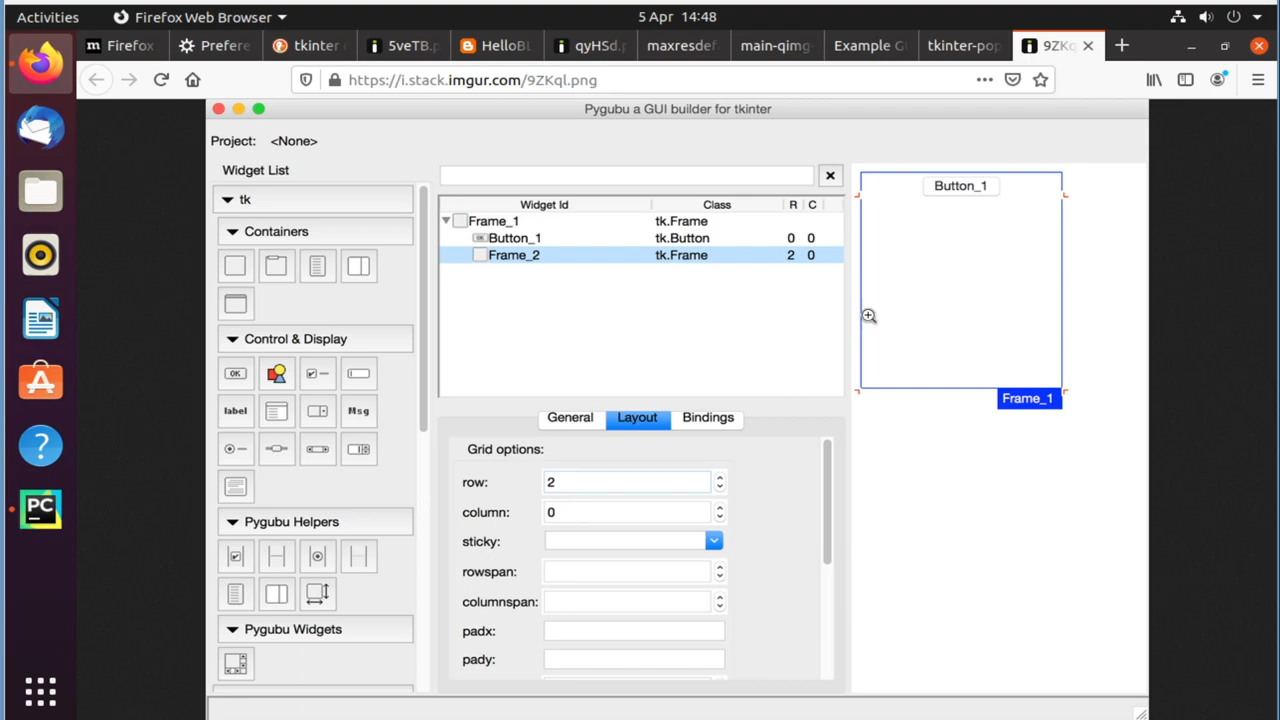 Activities Firefox Web Browser 5 Apr 14:48
Firefox Prefere tkinter 5veTB.p HelloBL qyHSd.p maxresdef main-qimg Example GU tkinter-pop 9ZKq
https://i.stack.imgur.com/9ZKql.png
Pygubu a GUI builder for tkinter
Project: <None>
Widget List
tk
Containers
Control & Display
OK
label Msg
Pygubu Helpers
Pygubu Widgets
Widget Id Class R C
Frame_1 tk.Frame
Button_1 tk.Button 0 0
Frame_2 tk.Frame 2 0
General Layout Bindings
Grid options:
row: 2
column: 0
sticky:
rowspan:
columnspan:
padx:
pady:
Button_1
Frame_1
PC